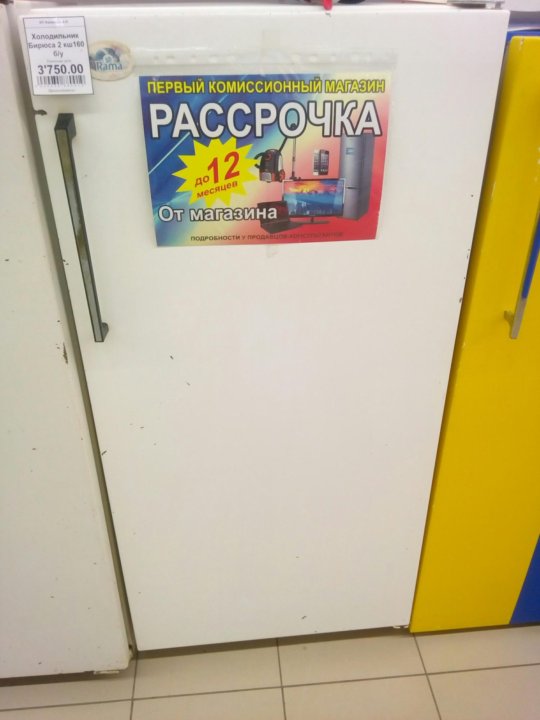 Холодильник
Бирюса 2 кш160
б/у
3'750.00
Rama
ПЕРВЫЙ КОМИССИОННЫЙ МАГАЗИН
РАССРОЧКА
до 12
месяцев
От магазина
ПОДРОБНОСТИ У ПРОДАВЦОВ-КОНСУЛЬТАНТОВ